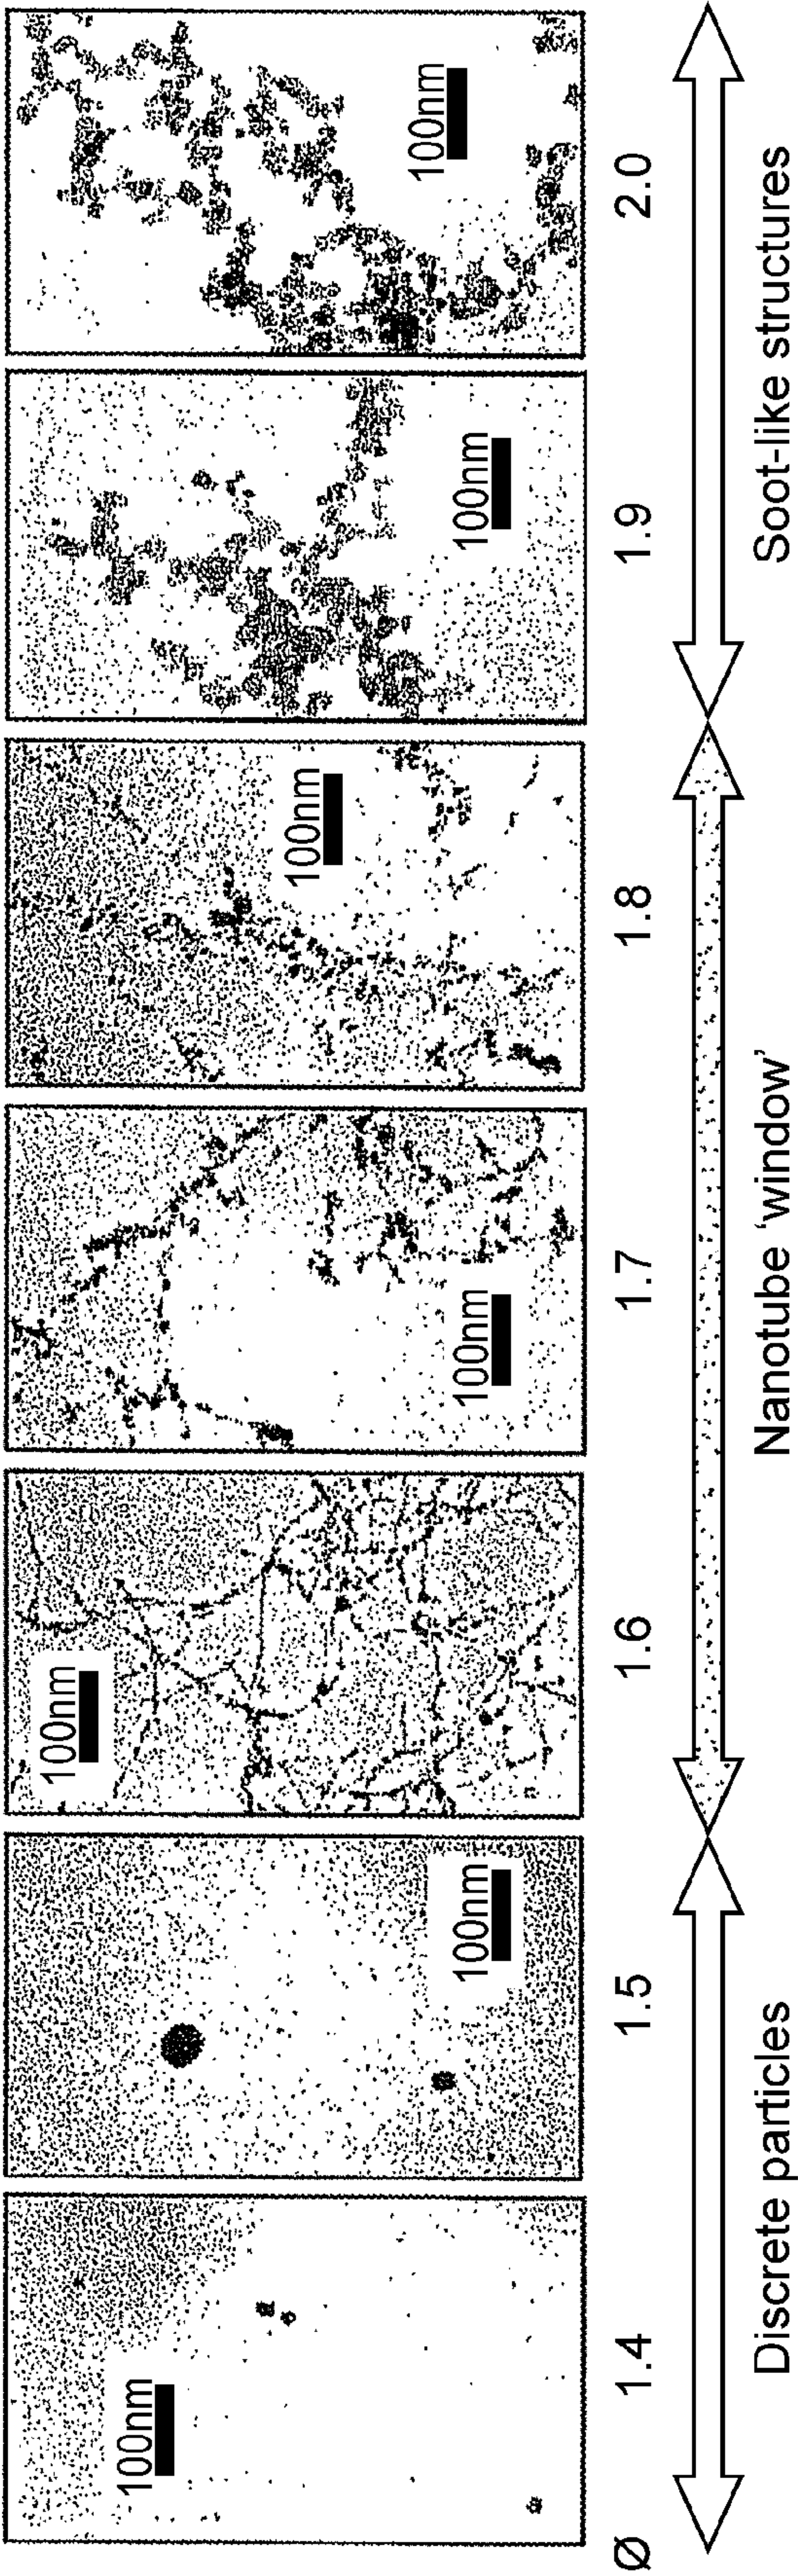 100nm
100nm
100nm
100nm
100nm
100nm
100nm
Ø 1.4 1.5 1.6 1.7 1.8 1.9 2.0
Discrete particles Nanotube ‘window’ Soot-like structures